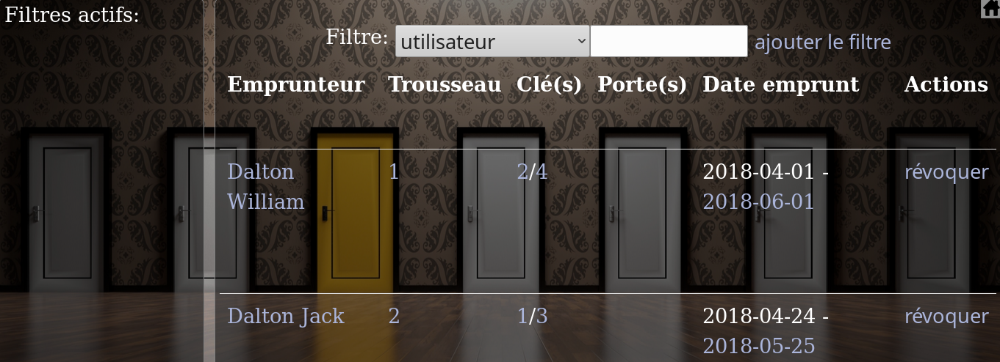 Filtres actifs:
Filtre: utilisateur ajouter le filtre
Emprunteur Trousseau Clé(s) Porte(s) Date emprunt Actions
Dalton 1 2/4 2018-04-01 - révoquer
William 2018-06-01
Dalton Jack 2 1/3 2018-04-24 - révoquer
2018-05-25